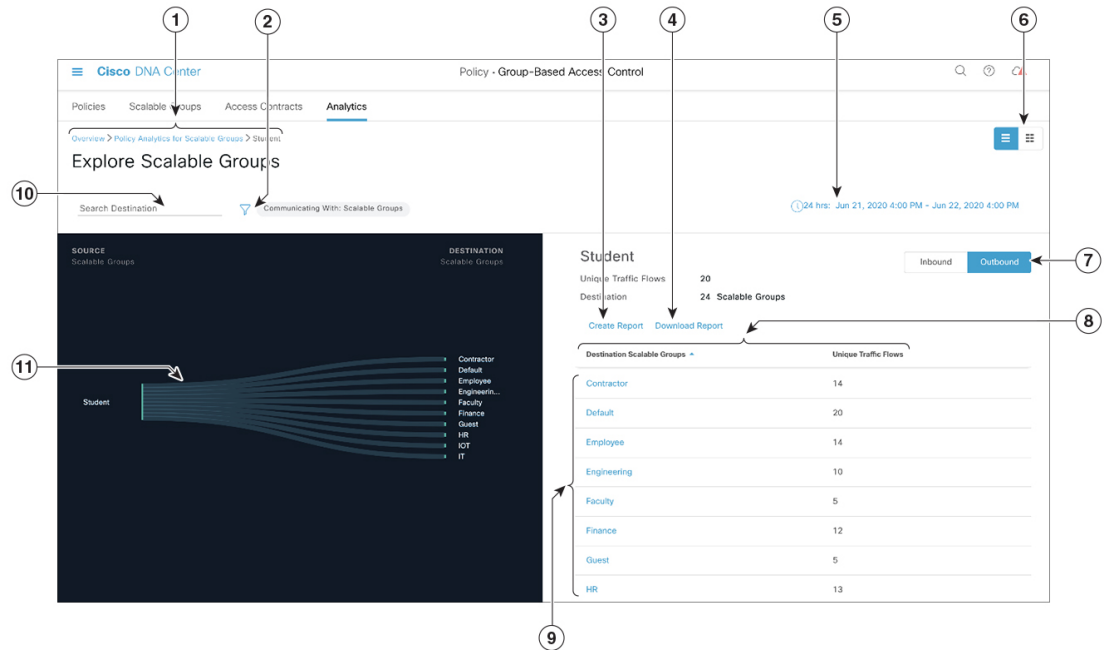 1 2 3 4 5 6
Cisco DNA Center Policy - Group-Based Access Control
Policies Scalable Groups Access Contracts Analytics
Overview > Policy Analytics for Scalable Groups > Student
Explore Scalable Groups
10
Search Destination Communicating With: Scalable Groups
24 hrs: Jun 21, 2020 4:00 PM - Jun 22, 2020 4:00 PM
SOURCE DESTINATION
Scalable Groups Scalable Groups
11
Student
Contractor
Default
Employee
Engineerin...
Faculty
Finance
Guest
HR
IOT
IT
Student
Inbound Outbound 7
Unique Traffic Flows 20
Destination 24 Scalable Groups
Create Report Download Report 8
Destination Scalable Groups Unique Traffic Flows
Contractor 14
Default 20
Employee 14
Engineering 10
Faculty 5
Finance 12
Guest 5
HR 13
9